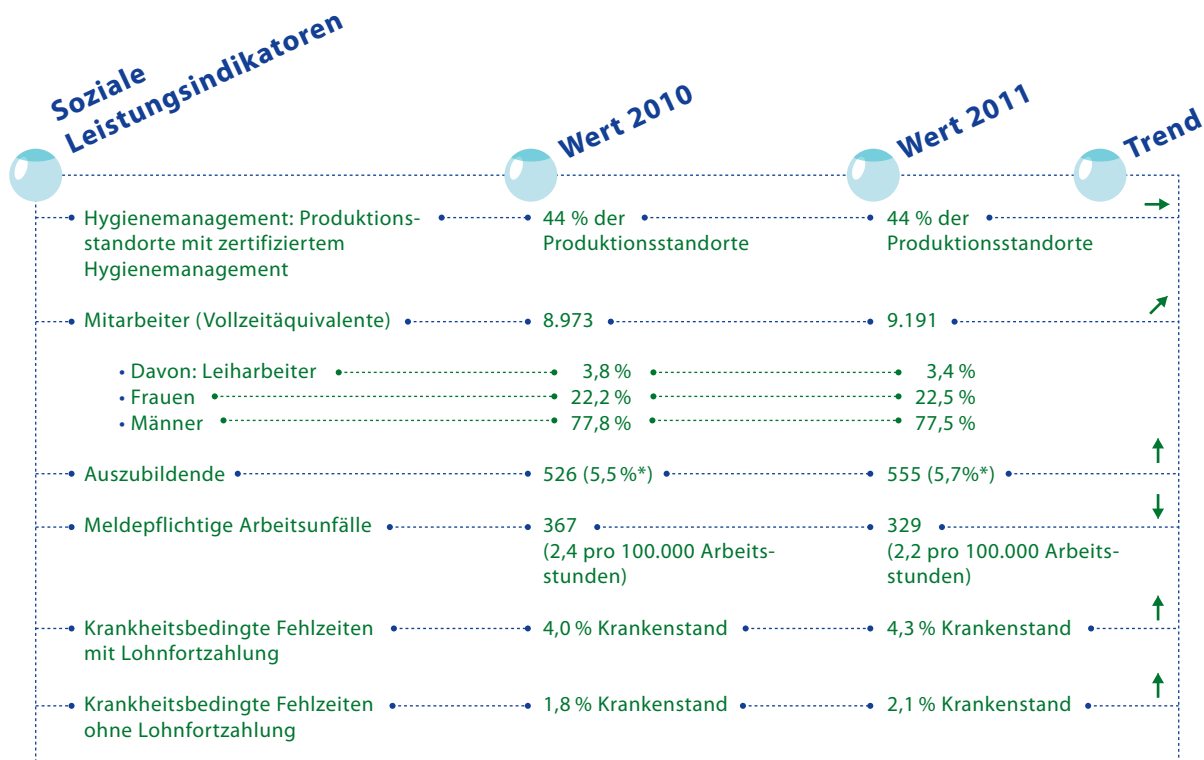 Soziale
Leistungsindikatoren
Wert 2010
Wert 2011
Trend
Hygienemanagement: Produktions-
standorte mit zertifiziertem
Hygienemanagement
44 % der
Produktionsstandorte
44 % der
Produktionsstandorte
Mitarbeiter (Vollzeitäquivalente)
8.973
9.191
• Davon: Leiharbeiter
3,8 %
3,4 %
• Frauen
22,2 %
22,5 %
• Männer
77,8 %
77,5 %
Auszubildende
526 (5,5 %*)
555 (5,7%*)
Meldepflichtige Arbeitsunfälle
367
(2,4 pro 100.000 Arbeits-
stunden)
329
(2,2 pro 100.000 Arbeits-
stunden)
Krankheitsbedingte Fehlzeiten
mit Lohnfortzahlung
4,0 % Krankenstand
4,3 % Krankenstand
Krankheitsbedingte Fehlzeiten
ohne Lohnfortzahlung
1,8 % Krankenstand
2,1 % Krankenstand